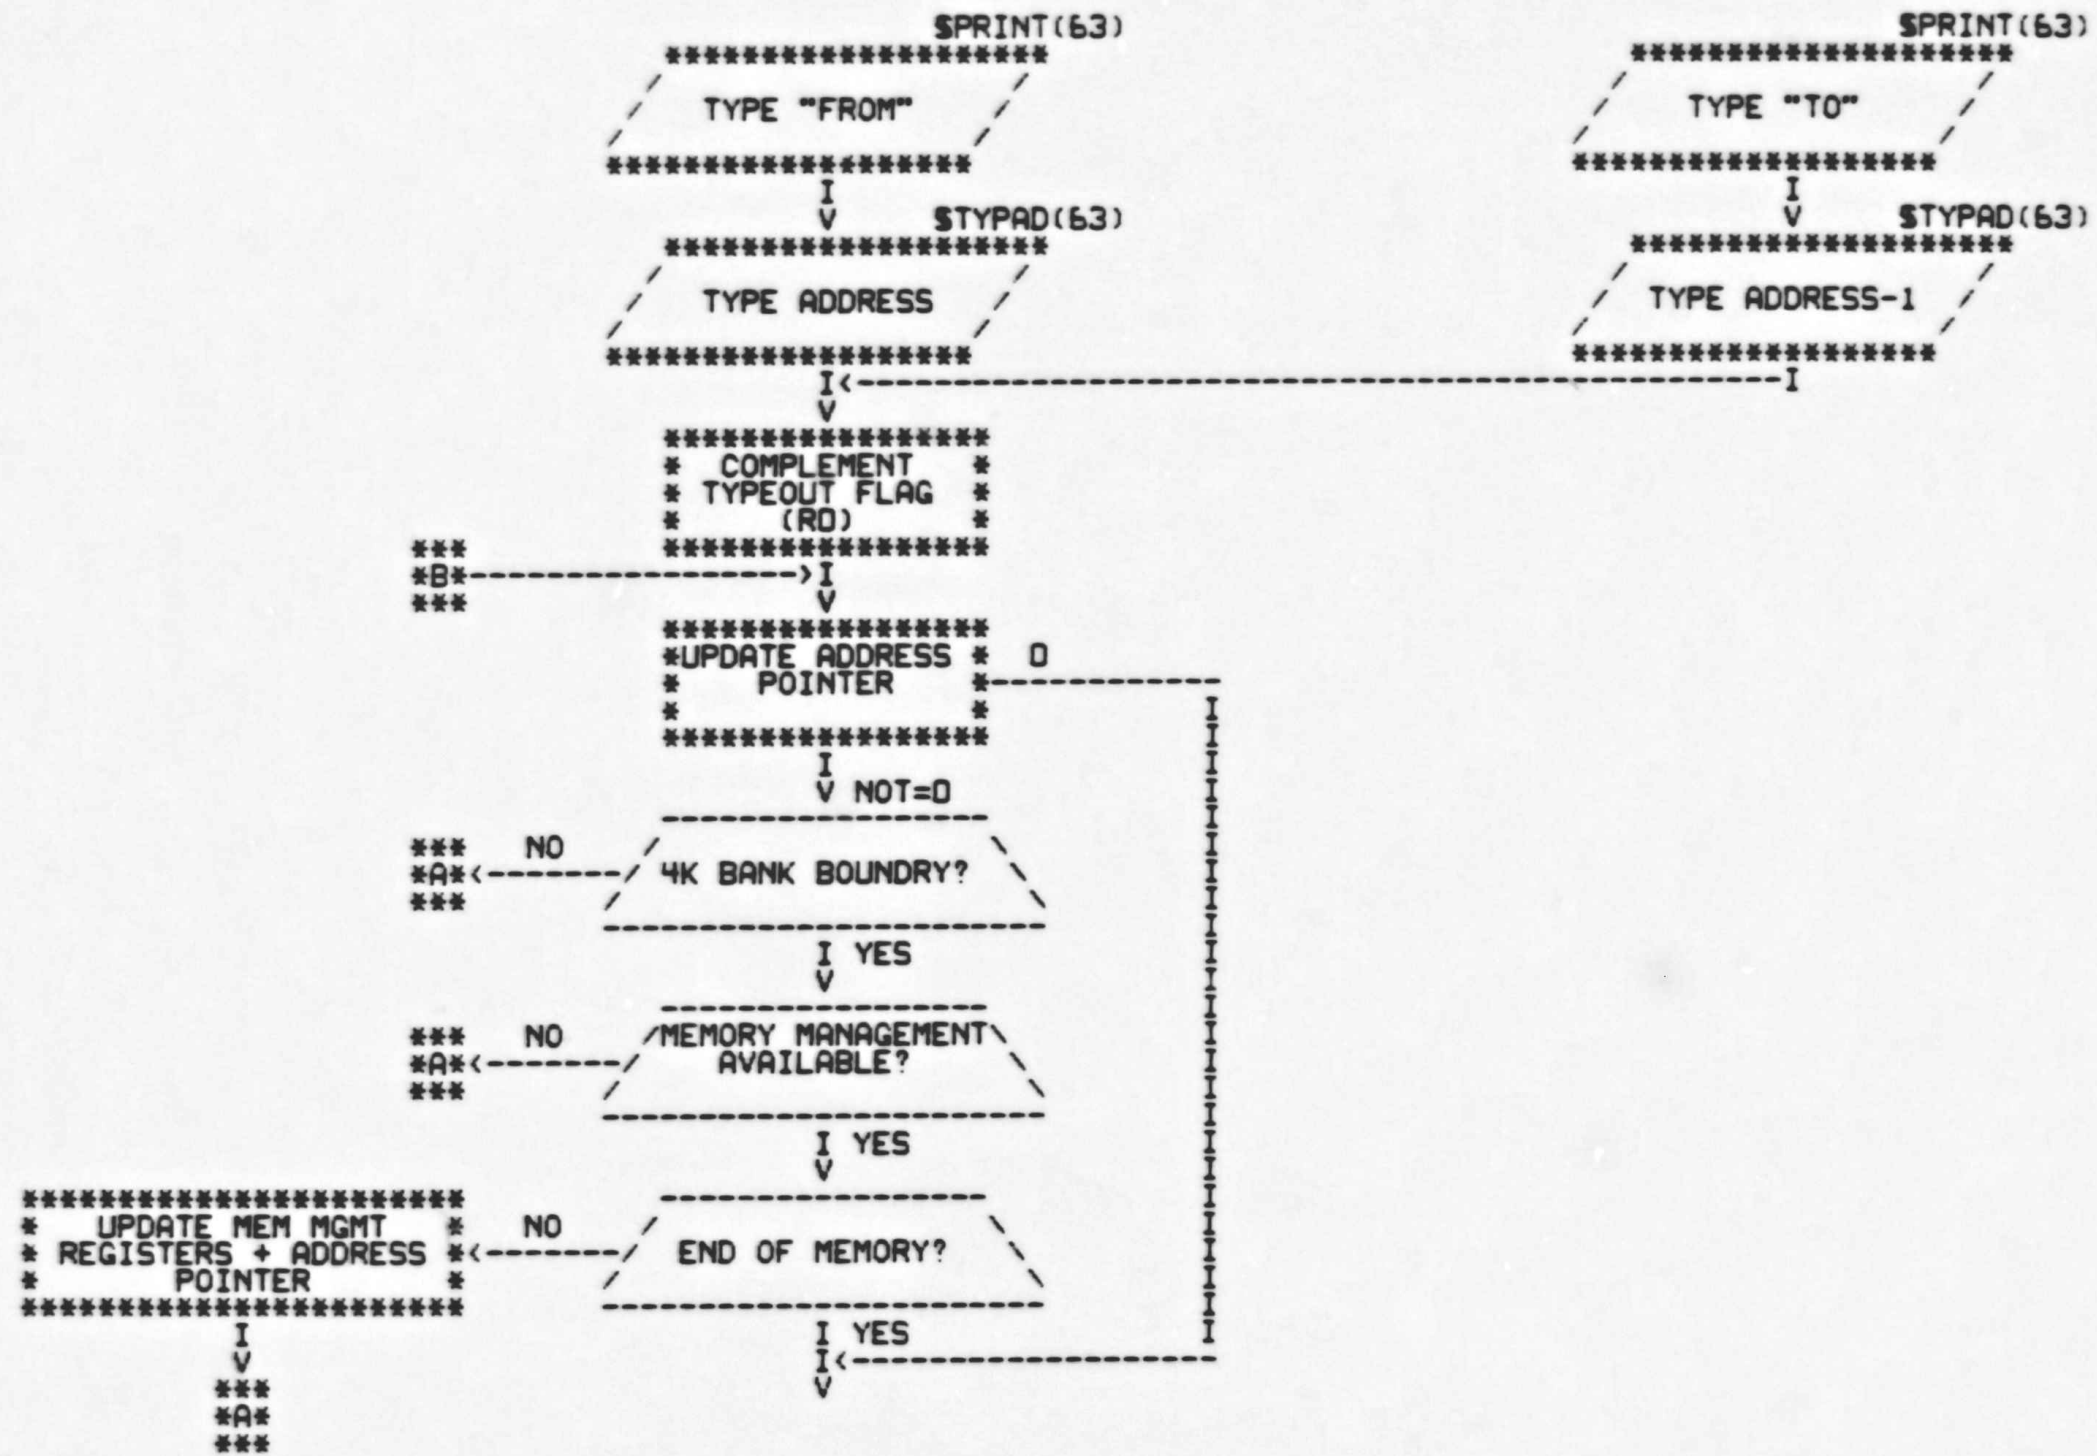 $PRINT(63) $PRINT(63)
TYPE "FROM" TYPE "TO"
$TYPAD(63) $TYPAD(63)
TYPE ADDRESS TYPE ADDRESS-1
COMPLEMENT
TYPEOUT FLAG
(R0)
*B*
UPDATE ADDRESS 0
POINTER
NOT=0
NO
*A* 4K BANK BOUNDRY?
YES
NO MEMORY MANAGEMENT
*A* AVAILABLE?
YES
UPDATE MEM MGMT NO
REGISTERS + ADDRESS END OF MEMORY?
POINTER
YES
*A*